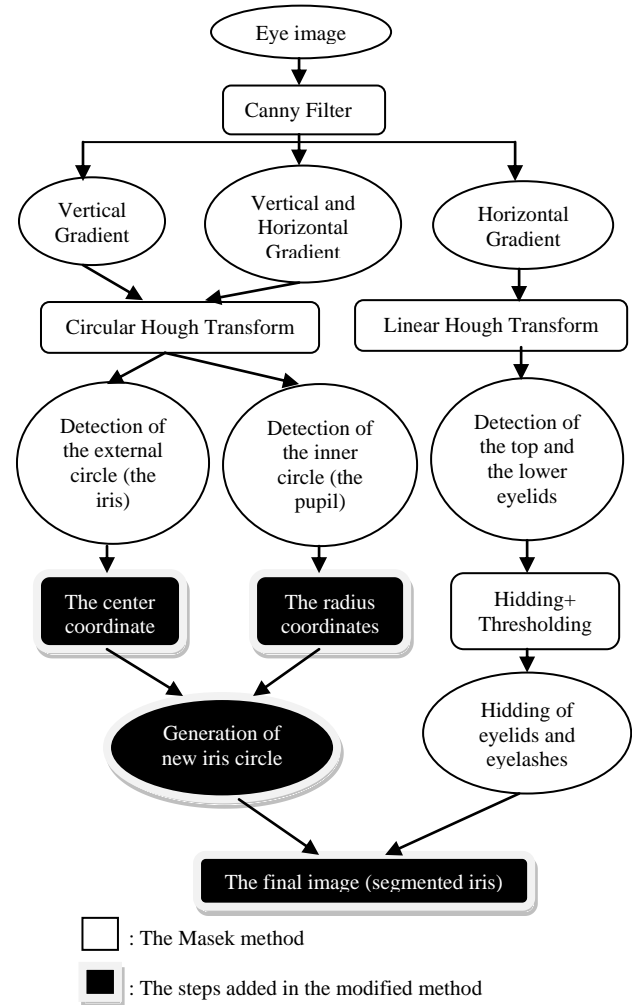 Eye image
Canny Filter
Vertical
Gradient
Vertical and
Horizontal
Gradient
Horizontal
Gradient
Circular Hough Transform
Linear Hough Transform
Detection of
the external
circle (the
iris)
Detection of
the inner
circle (the
pupil)
Detection of
the top and
the lower
eyelids
The center
coordinate
The radius
coordinates
Hidding+
Thresholding
Generation of
new iris circle
Hidding of
eyelids and
eyelashes
The final image (segmented iris)
: The Masek method
: The steps added in the modified method